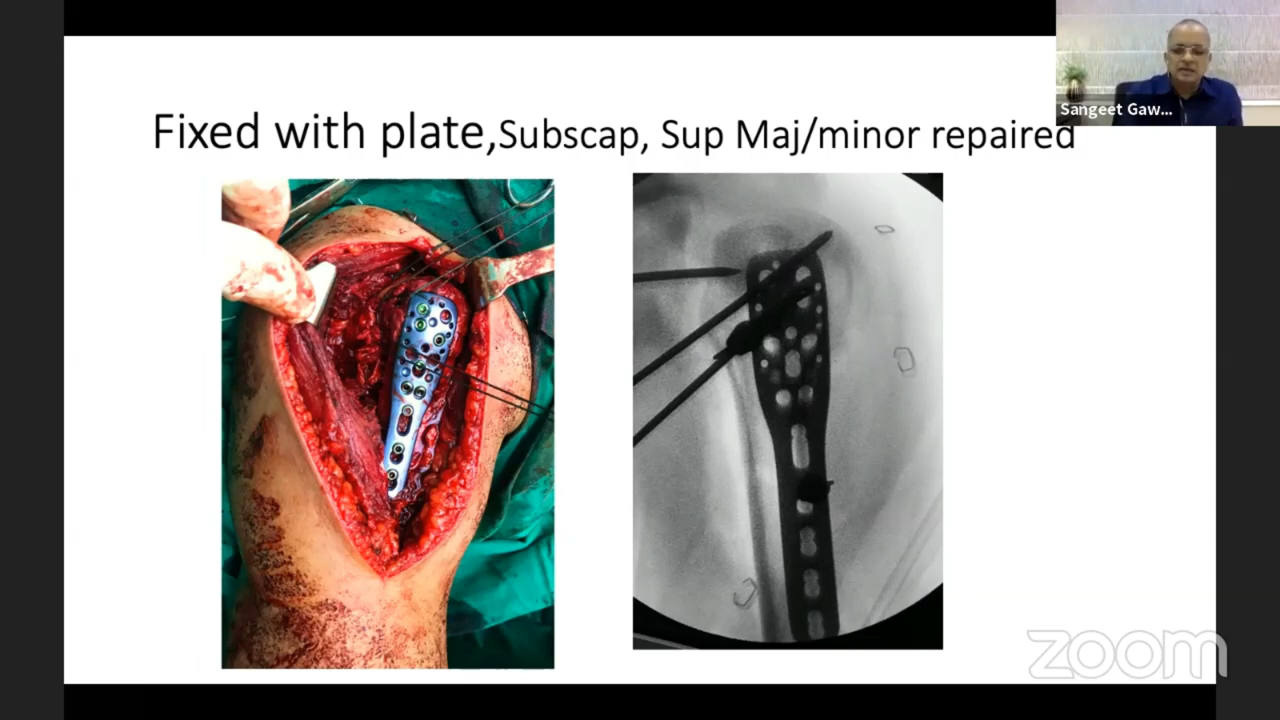 Sangeet Gaw...
Fixed with plate,Subscap, Sup Maj/minor repaired
zoom